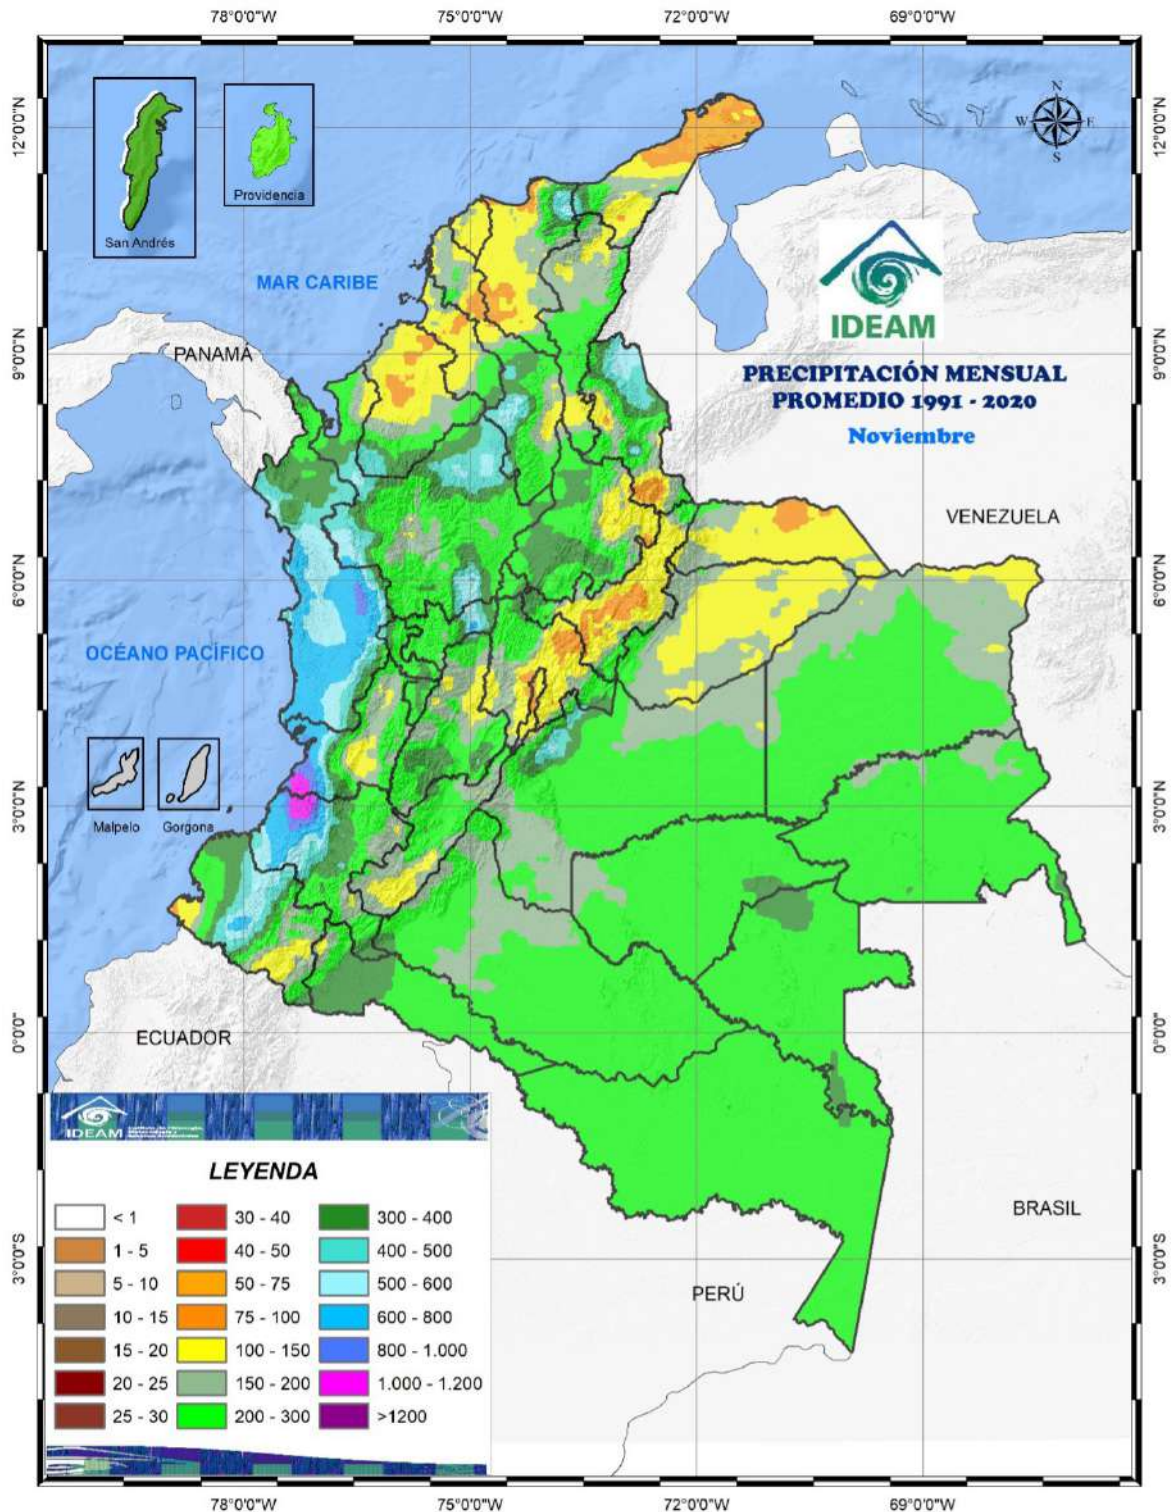 78°0'0"W 75°0'0"W 72°0'0"W 69°0'0"W
12°0'0"N
9°0'0"N
6°0'0"N
3°0'0"N
0°0'0"
3°0'0"S
12°0'0"N
9°0'0"N
6°0'0"N
3°0'0"N
0°0'0"
3°0'0"S
N
W E
S
San Andrés
Providencia
MAR CARIBE
PANAMÁ
IDEAM
PRECIPITACIÓN MENSUAL
PROMEDIO 1991 - 2020
Noviembre
VENEZUELA
OCÉANO PACÍFICO
Malpelo
Gorgona
ECUADOR
BRASIL
PERÚ
IDEAM
LEYENDA
< 1
1 - 5
5 - 10
10 - 15
15 - 20
20 - 25
25 - 30
30 - 40
40 - 50
50 - 75
75 - 100
100 - 150
150 - 200
200 - 300
300 - 400
400 - 500
500 - 600
600 - 800
800 - 1.000
1.000 - 1.200
>1200
78°0'0"W 75°0'0"W 72°0'0"W 69°0'0"W